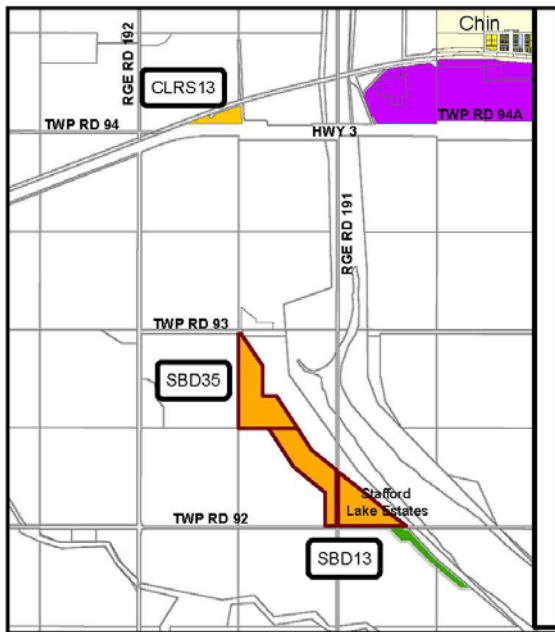 Chin
RGE RD 192
CLRS13
TWP RD 94
HWY 3
TWP RD 94A
RGE RD 191
TWP RD 93
SBD35
Stafford
Lake Estates
TWP RD 92
SBD13